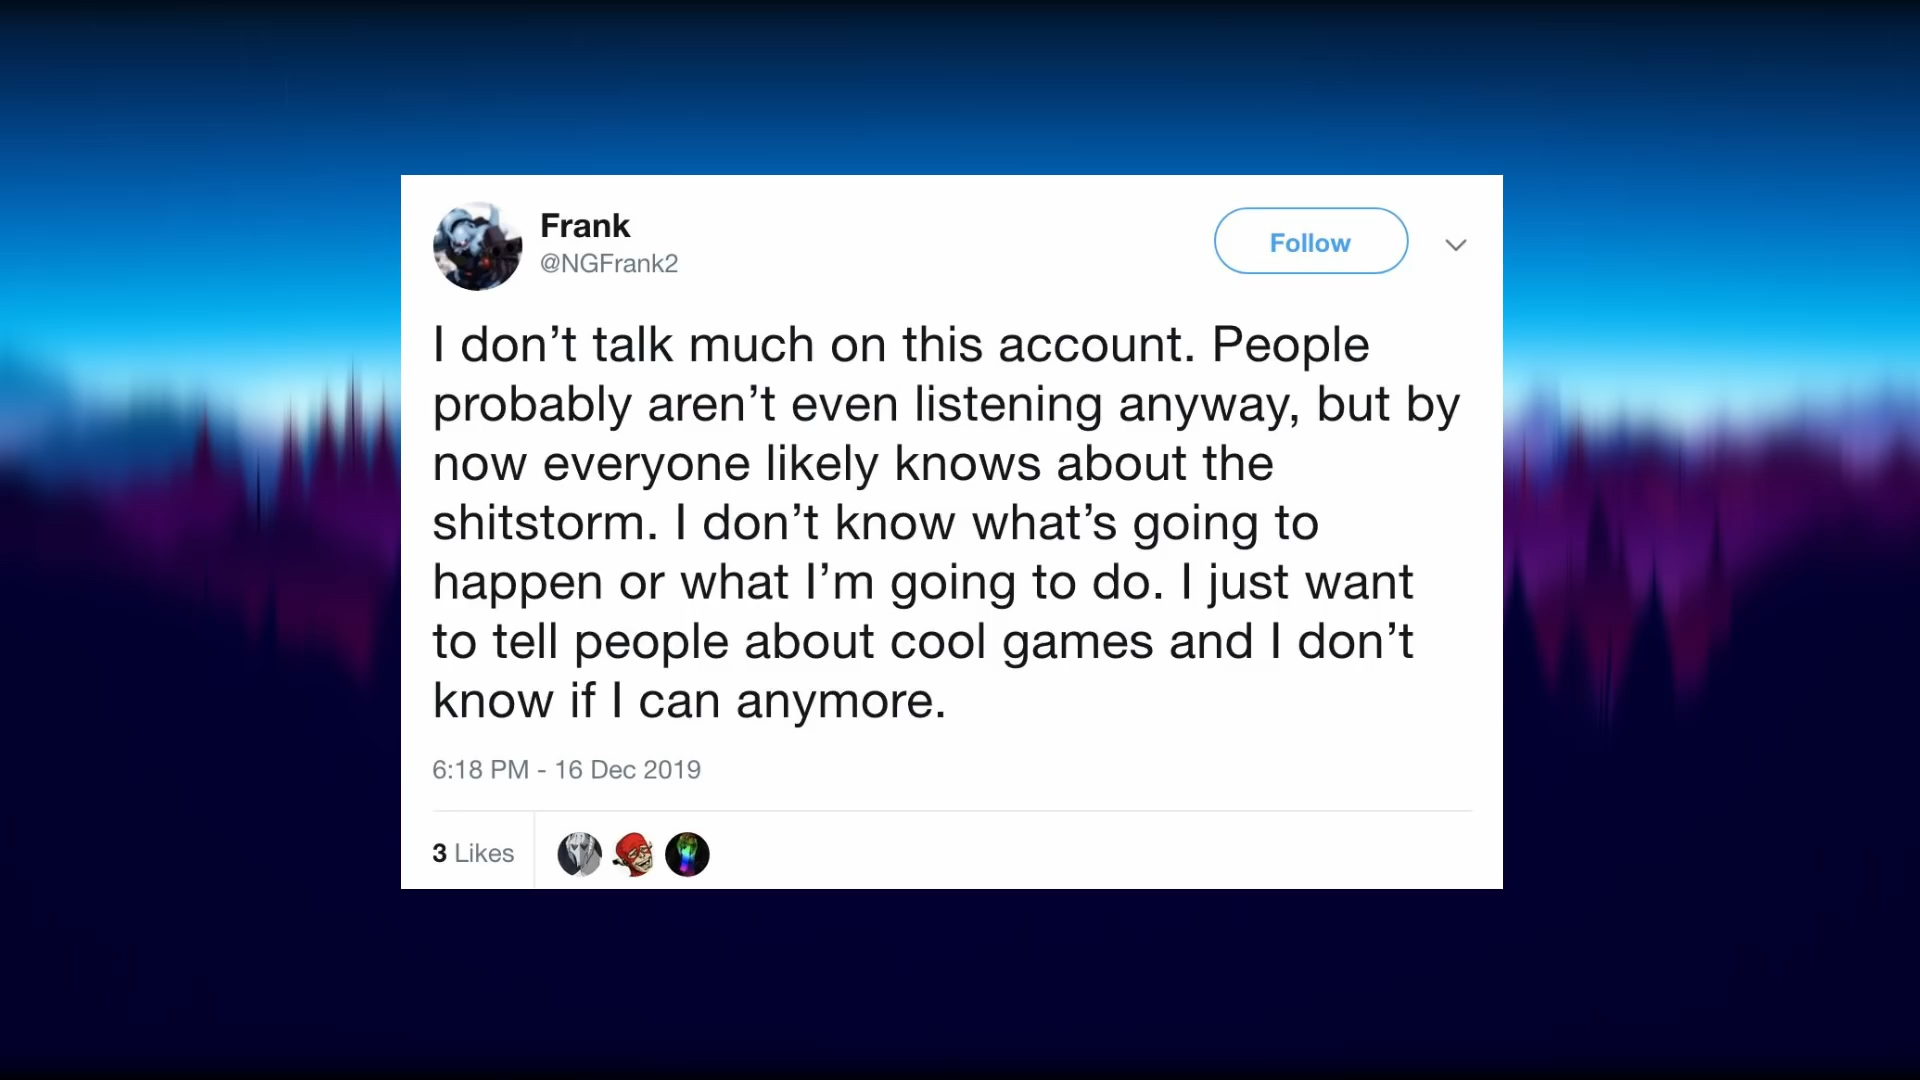 Frank
@NGFrank2
Follow
I don’t talk much on this account. People
probably aren’t even listening anyway, but by
now everyone likely knows about the
shitstorm. I don’t know what’s going to
happen or what I’m going to do. I just want
to tell people about cool games and I don’t
know if I can anymore.
6:18 PM - 16 Dec 2019
3 Likes